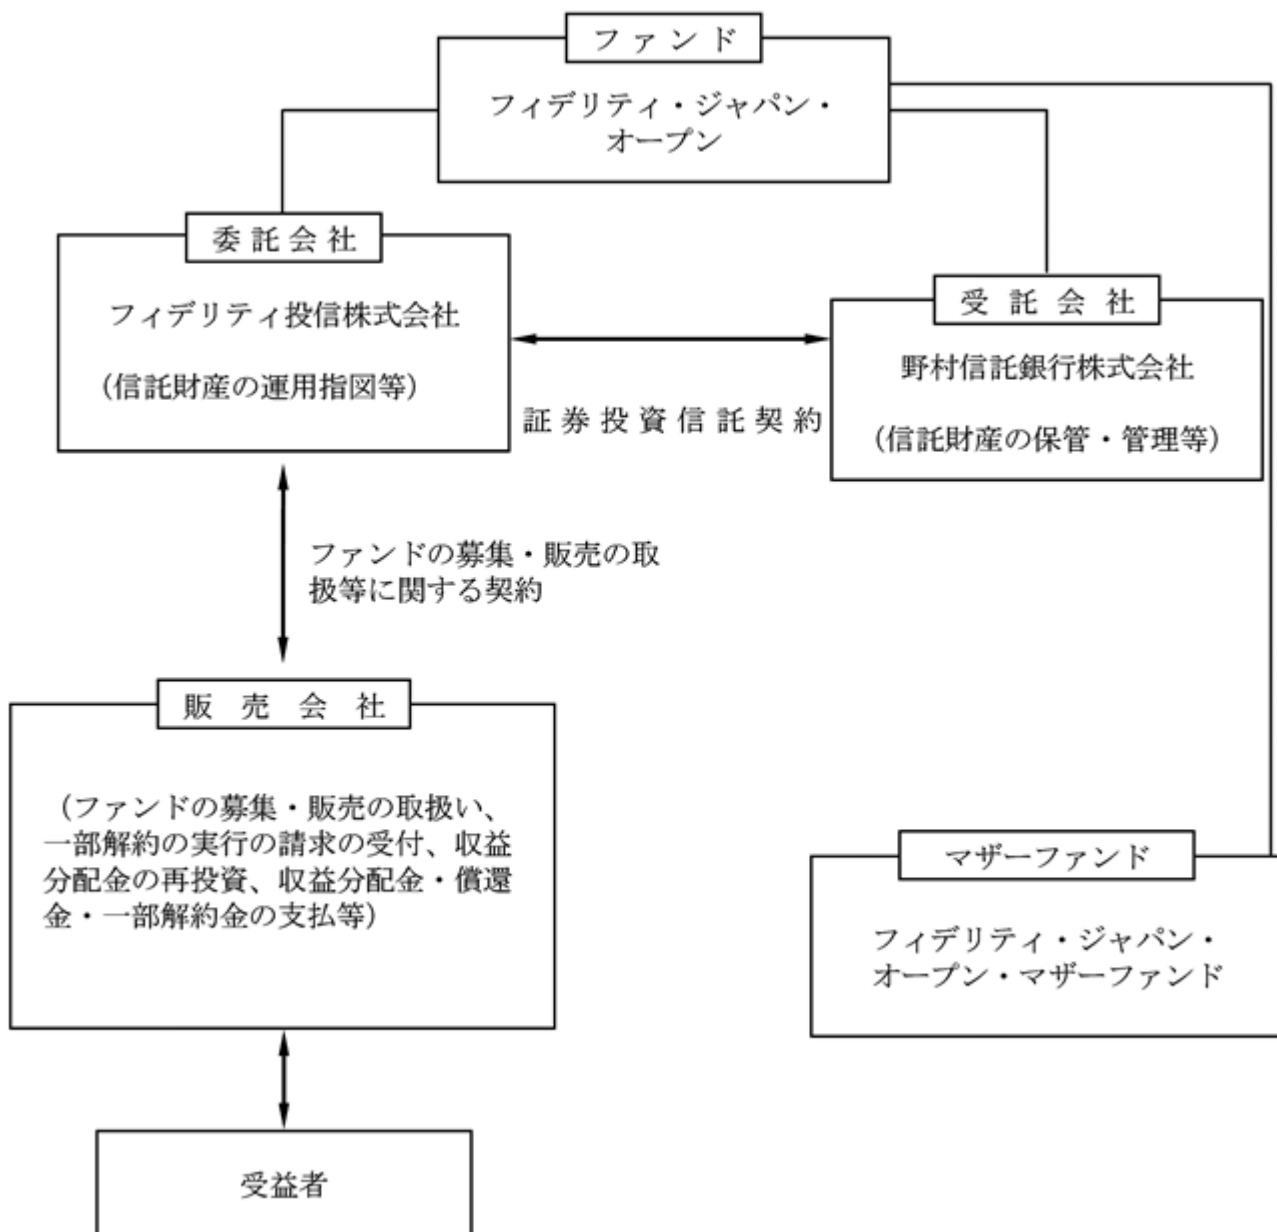 ファンド
フィデリティ・ジャパン・
オープン
委託会社
フィデリティ投信株式会社
（信託財産の運用指図等）
受託会社
野村信託銀行株式会社
（信託財産の保管・管理等）
証券投資信託契約
ファンドの募集・販売の取
扱等に関する契約
販売会社
（ファンドの募集・販売の取扱い、
一部解約の実行の請求の受付、収益
分配金の再投資、収益分配金・償還
金・一部解約金の支払等）
マザーファンド
フィデリティ・ジャパン・
オープン・マザーファンド
受益者